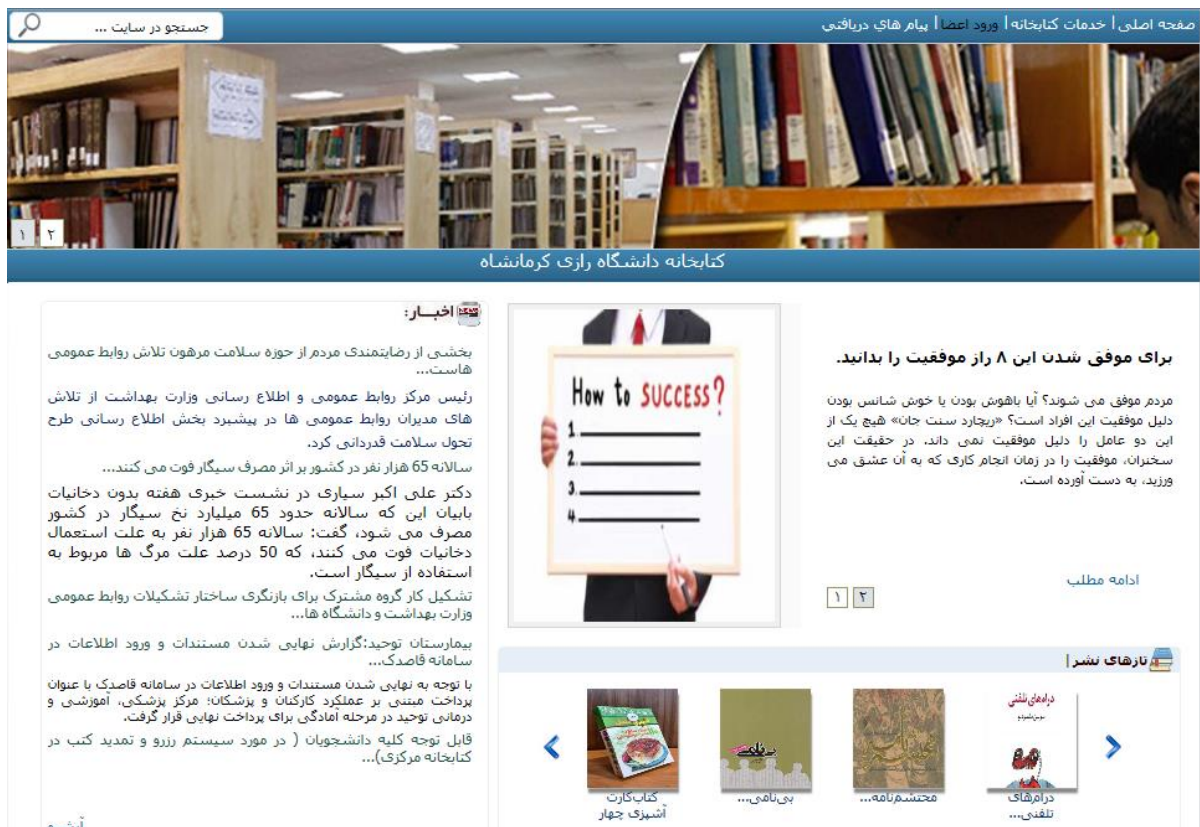 صفحه اصلی | خدمات کتابخانه | ورود اعضا | پیام هاي دریافتی
جستجو در سایت ...
۱ ۲
کتابخانه دانشگاه رازی کرمانشاه
برای موفق شدن این ۸ راز موفقیت را بدانید.
مردم موفق می شوند؟ آیا باهوش بودن یا خوش شانس بودن
دلیل موفقیت این افراد است؟ «ریچارد سنت جان» هیچ یک از
این دو عامل را دلیل موفقیت نمی داند. در حقیقت این
سخنران، موفقیت را در زمان انجام کاری که به آن عشق می
ورزید، به دست آورده است.
ادامه مطلب
۱ ۲
How to SUCCESS?
1.
2.
3.
4
تازهای نشر |
درام‌های تلفنی
درام‌های
تلفنی...
محتشم‌نامه...
بی‌نامی...
کتاب‌کارت
آشپزی چهار
اخبــار:
بخشی از رضایتمندی مردم از حوزه سلامت مرهون تلاش روابط عمومی
هاست...
رئیس مرکز روابط عمومی و اطلاع رسانی وزارت بهداشت از تلاش
های مدیران روابط عمومی ها در پیشبرد بخش اطلاع رسانی طرح
تحول سلامت قدردانی کرد.
سالانه 65 هزار نفر در کشور بر اثر مصرف سیگار فوت می کنند...
دکتر علی اکبر سیاری در نشست خبری هفته بدون دخانیات
بابیان این که سالانه حدود 65 میلیارد نخ سیگار در کشور
مصرف می شود، گفت: سالانه 65 هزار نفر به علت استعمال
دخانیات فوت می کنند، که 50 درصد علت مرگ ها مربوط به
استفاده از سیگار است.
تشکیل کار گروه مشترک برای بازنگری ساختار تشکیلات روابط عمومی
وزارت بهداشت و دانشگاه ها...
بیمارستان توحید:گزارش نهایی شدن مستندات و ورود اطلاعات در
سامانه قاصدک...
با توجه به نهایی شدن مستندات و ورود اطلاعات در سامانه قاصدک با عنوان
پرداخت مبتنی بر عملکرد کارکنان و پزشکان؛ مرکز پزشکی، آموزشی و
درمانی توحید در مرحله آمادگی برای پرداخت نهایی قرار گرفت.
قابل توجه کلیه دانشجویان ( در مورد سیستم رزرو و تمدید کتب در
کتابخانه مرکزی)...